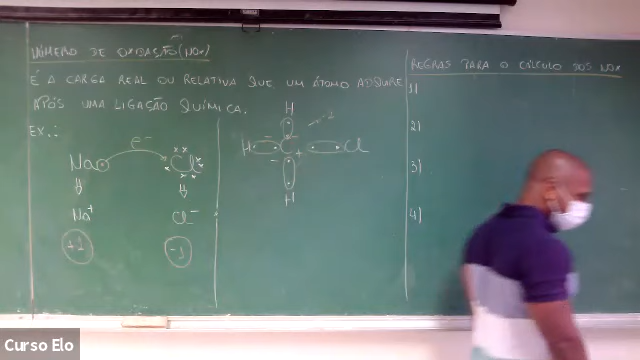 NÚMERO DE OXIDAÇÃO (NOX)
É A CARGA REAL OU RELATIVA QUE UM ÁTOMO ADQUIRE
APÓS UMA LIGAÇÃO QUÍMICA.
EX.:
e⁻
Na Cl
Na⁺ Cl⁻
+1 -1
H
H C Cl
H
REGRAS PARA O CÁLCULO DOS NOX
1)
2)
3)
4)
Curso Elo